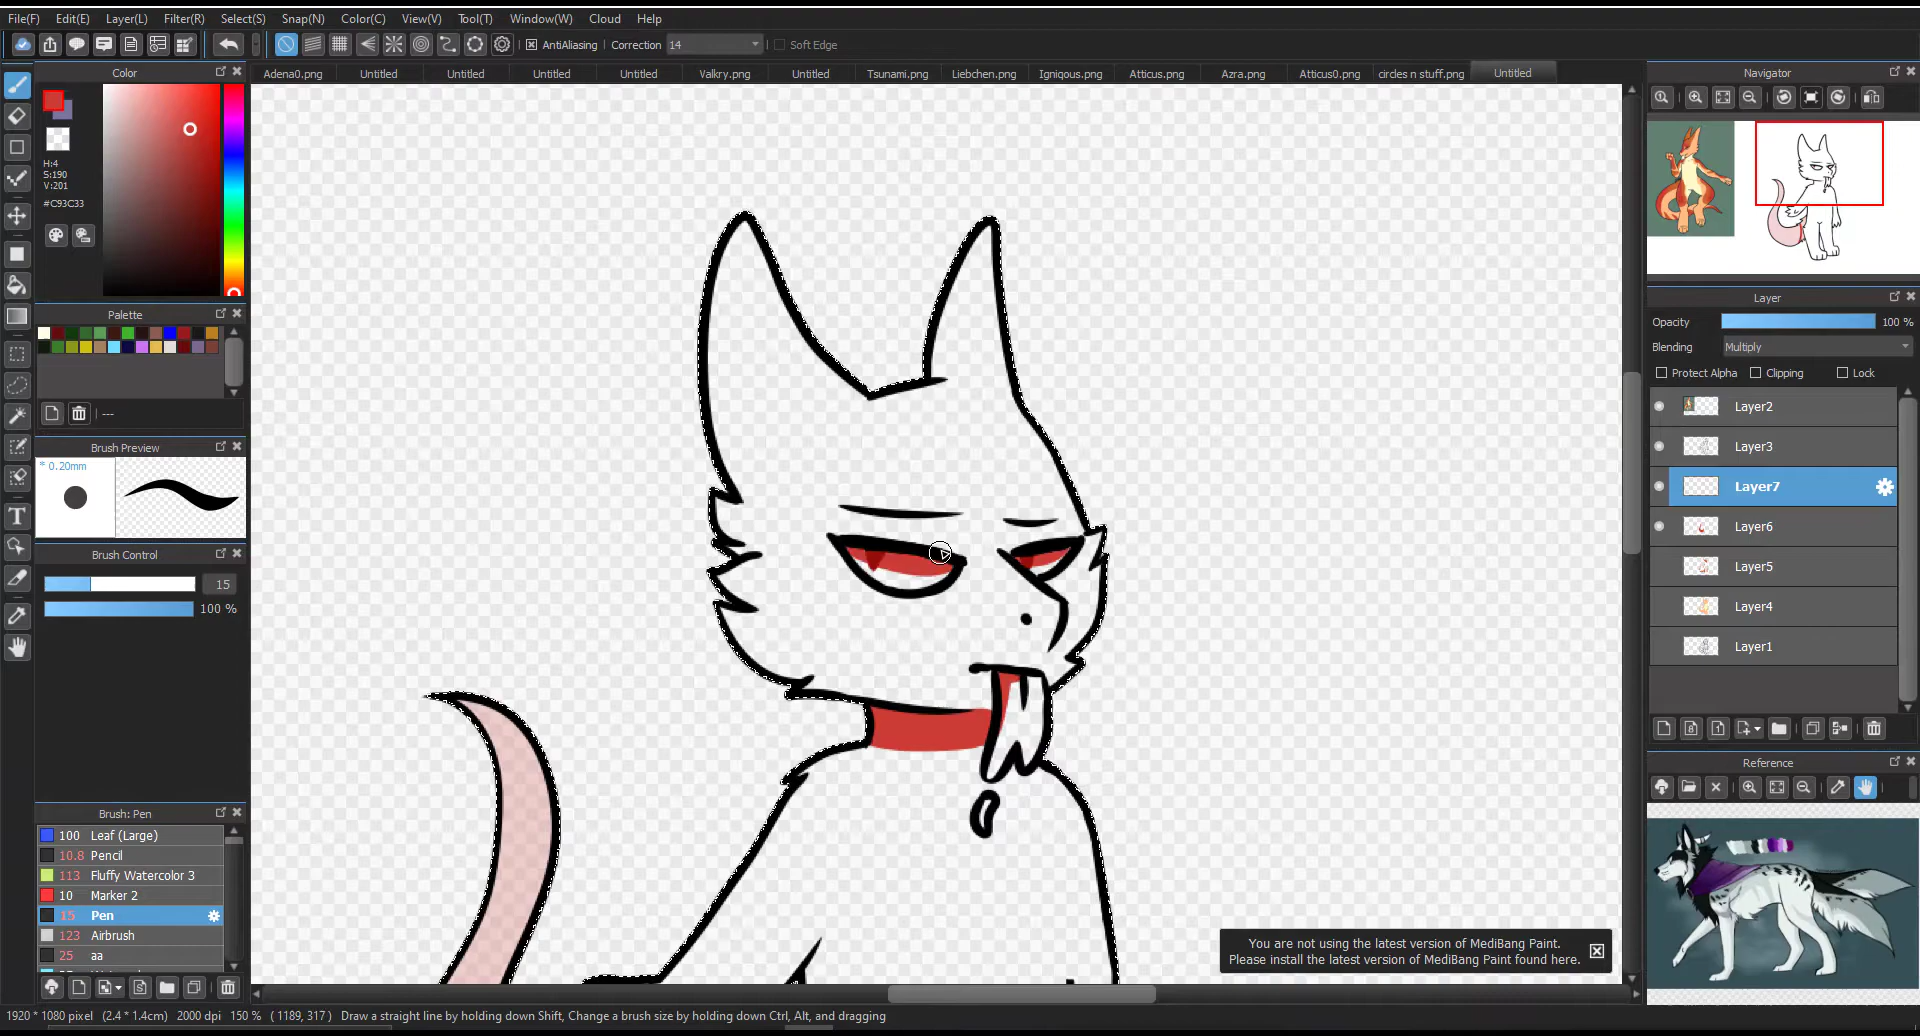 File(F) Edit(E) Layer(L) Filter(R) Select(S) Snap(N) Color(C) View(V) Tool(T) Window(W) Cloud Help
AntiAliasing Correction 14 Soft Edge
Color
Adena0.png Untitled Untitled Untitled Untitled Valkry.png Untitled Tsunami.png Liebchen.png Igniqous.png Atticus.png Azra.png Atticus0.png circles n stuff.png Untitled
Navigator
H:4
S:190
V:201
#C93C33
Palette
---
Brush Preview
* 0.20mm
Brush Control
15
100 %
Brush: Pen
100 Leaf (Large)
10.8 Pencil
113 Fluffy Watercolor 3
10 Marker 2
15 Pen
123 Airbrush
25 aa
Layer
Opacity 100 %
Blending Multiply
Protect Alpha Clipping Lock
Layer2
Layer3
Layer7
Layer6
Layer5
Layer4
Layer1
Reference
You are not using the latest version of MediBang Paint.
Please install the latest version of MediBang Paint found here.
1920 * 1080 pixel (2.4 * 1.4cm) 2000 dpi 150 % ( 1189, 317 ) Draw a straight line by holding down Shift, Change a brush size by holding down Ctrl, Alt, and dragging